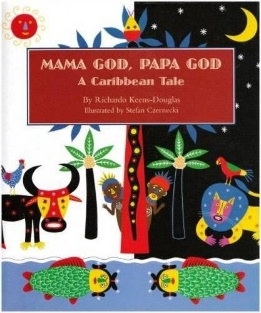 MAMA GOD, PAPA GOD
A Caribbean Tale
By Richardo Keens-Douglas
Illustrated by Stefan Czernecki